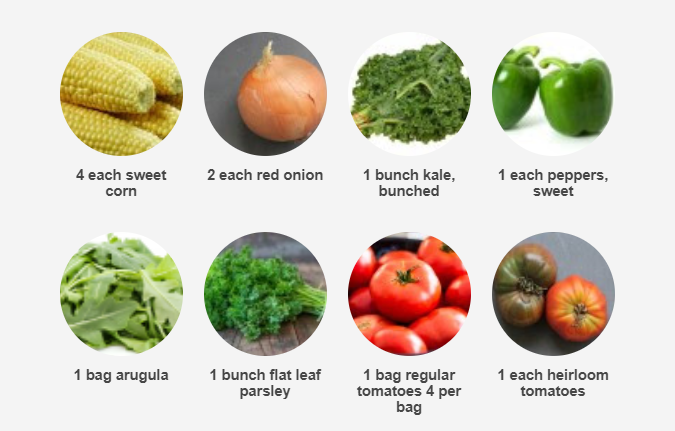 4 each sweet
corn
2 each red onion
1 bunch kale,
bunched
1 each peppers,
sweet
1 bag arugula
1 bunch flat leaf
parsley
1 bag regular
tomatoes 4 per
bag
1 each heirloom
tomatoes